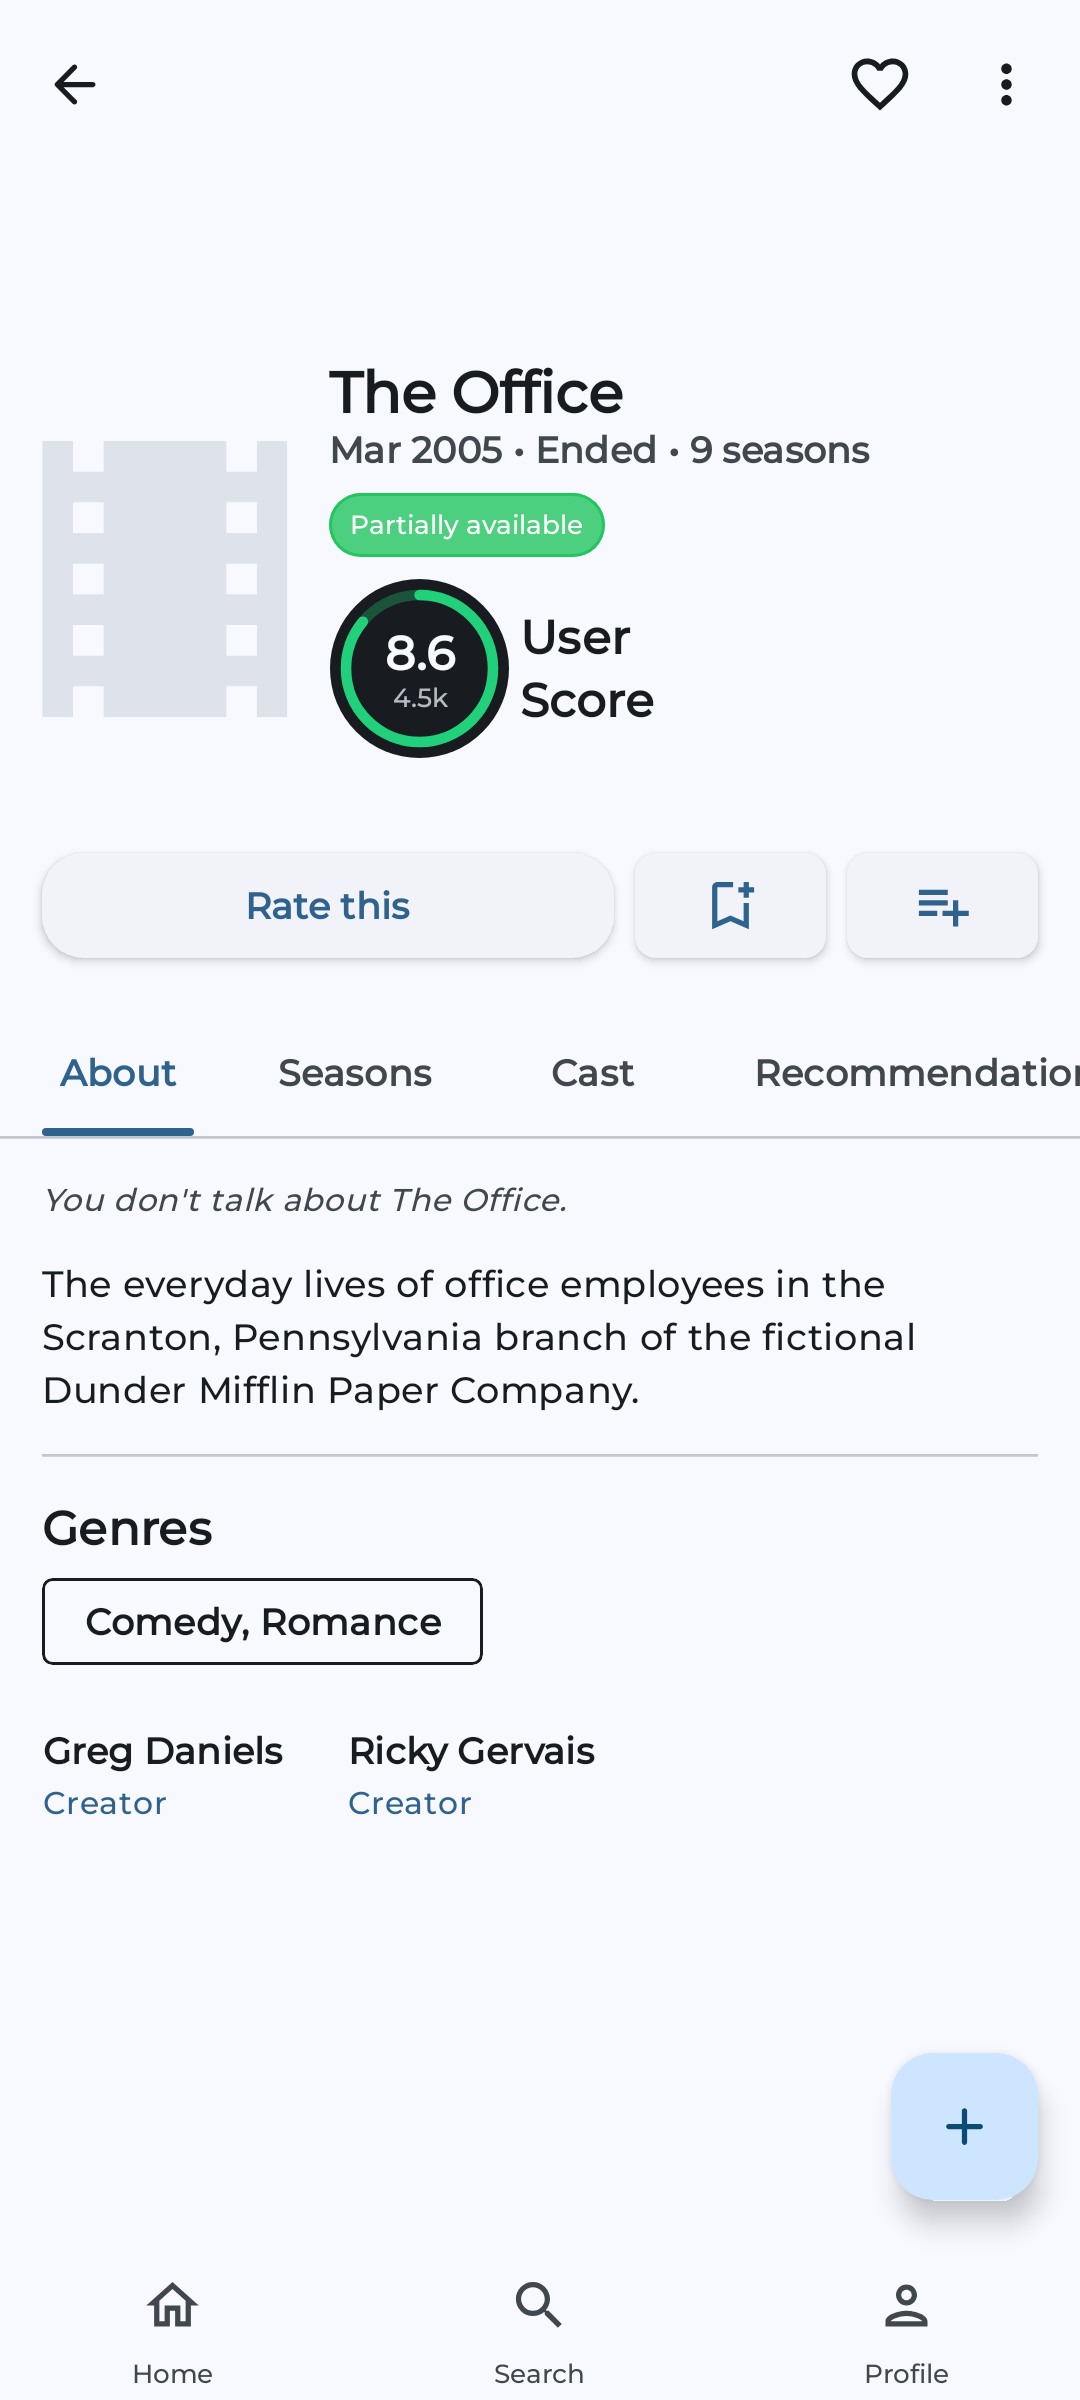 The Office
Mar 2005 • Ended • 9 seasons
Partially available
8.6
4.5k
User
Score
Rate this
About
Seasons
Cast
Recommendation
You don't talk about The Office.
The everyday lives of office employees in the
Scranton, Pennsylvania branch of the fictional
Dunder Mifflin Paper Company.
Genres
Comedy, Romance
Greg Daniels
Creator
Ricky Gervais
Creator
Home
Search
Profile